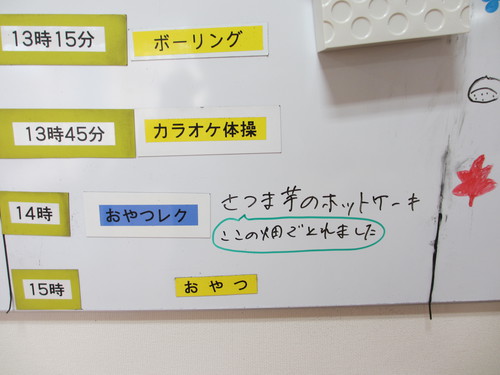 13時15分 ボーリング
13時45分 カラオケ体操
14時 おやつレク さつま芋のホットケーキ
ここの畑でとれました
15時 おやつ